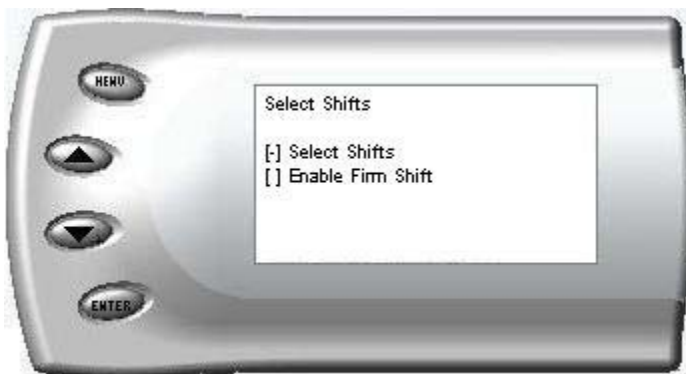 MENU
Select Shifts
[-] Select Shifts
[ ] Enable Firm Shift
ENTER